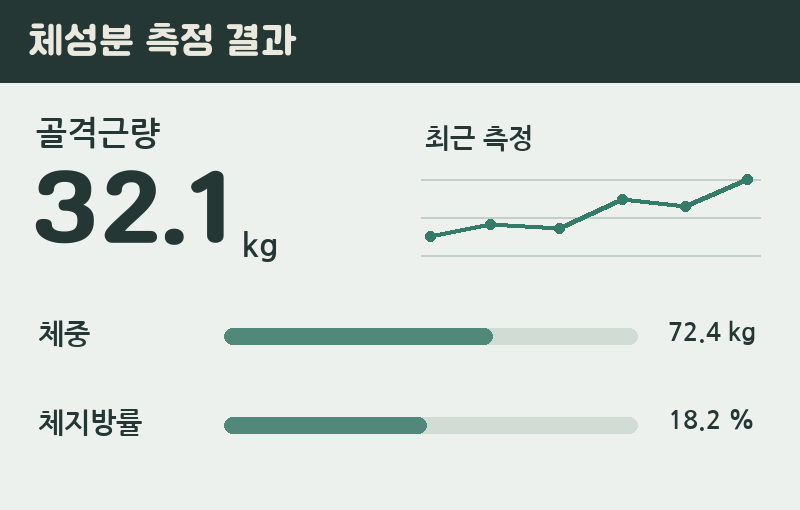 체성분 측정 결과
골격근량
32.1 kg
최근 측정
체중
72.4 kg
체지방률
18.2 %